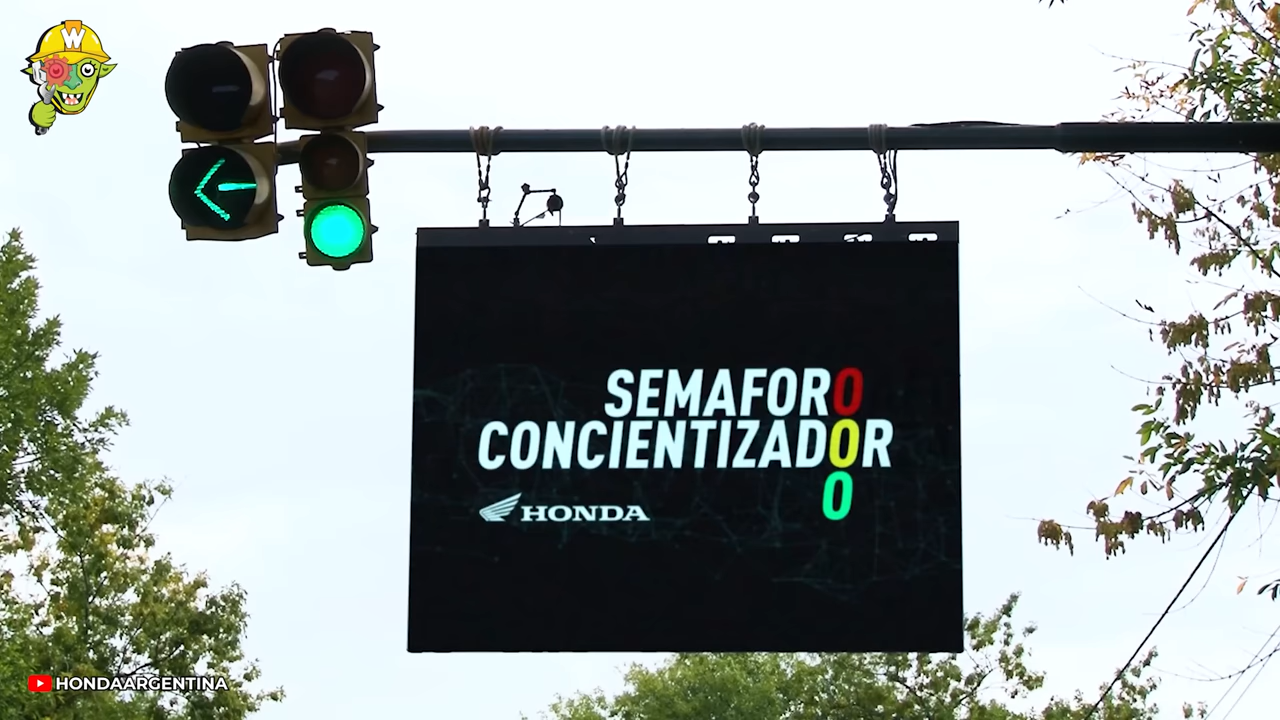 W
SEMAFORO
CONCIENTIZADOR
O
HONDA
HONDAARGENTINA